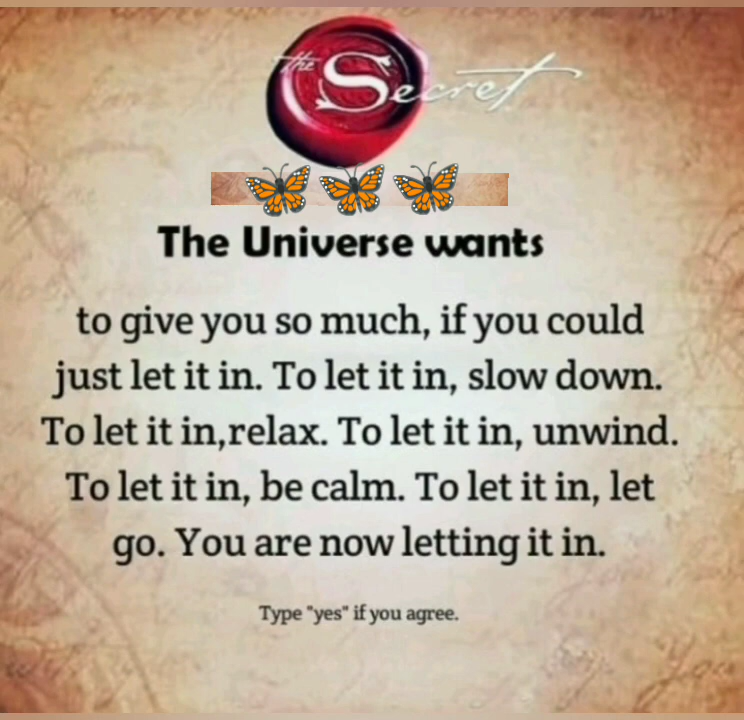 the Secret
The Universe wants
to give you so much, if you could
just let it in. To let it in, slow down.
To let it in,relax. To let it in, unwind.
To let it in, be calm. To let it in, let
go. You are now letting it in.
Type "yes" if you agree.